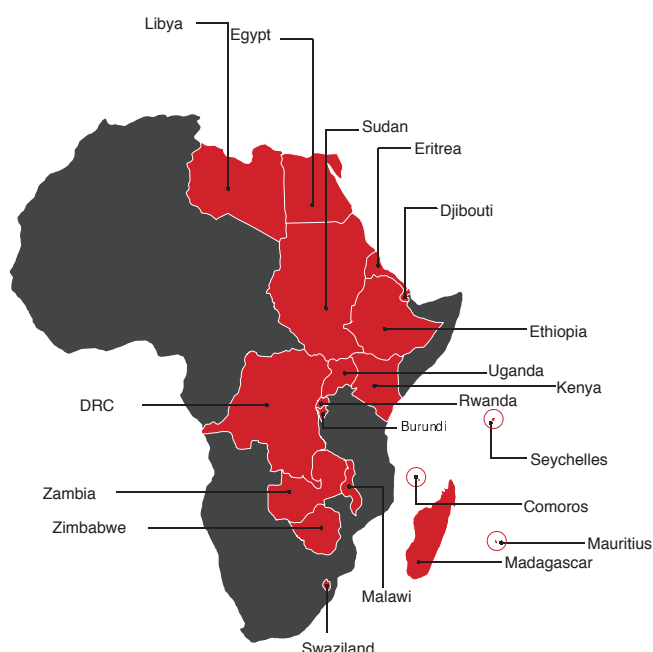 Libya
Egypt
Sudan
Eritrea
Djibouti
Ethiopia
Uganda
Kenya
DRC
Rwanda
Burundi
Seychelles
Zambia
Comoros
Zimbabwe
Mauritius
Madagascar
Malawi
Swaziland